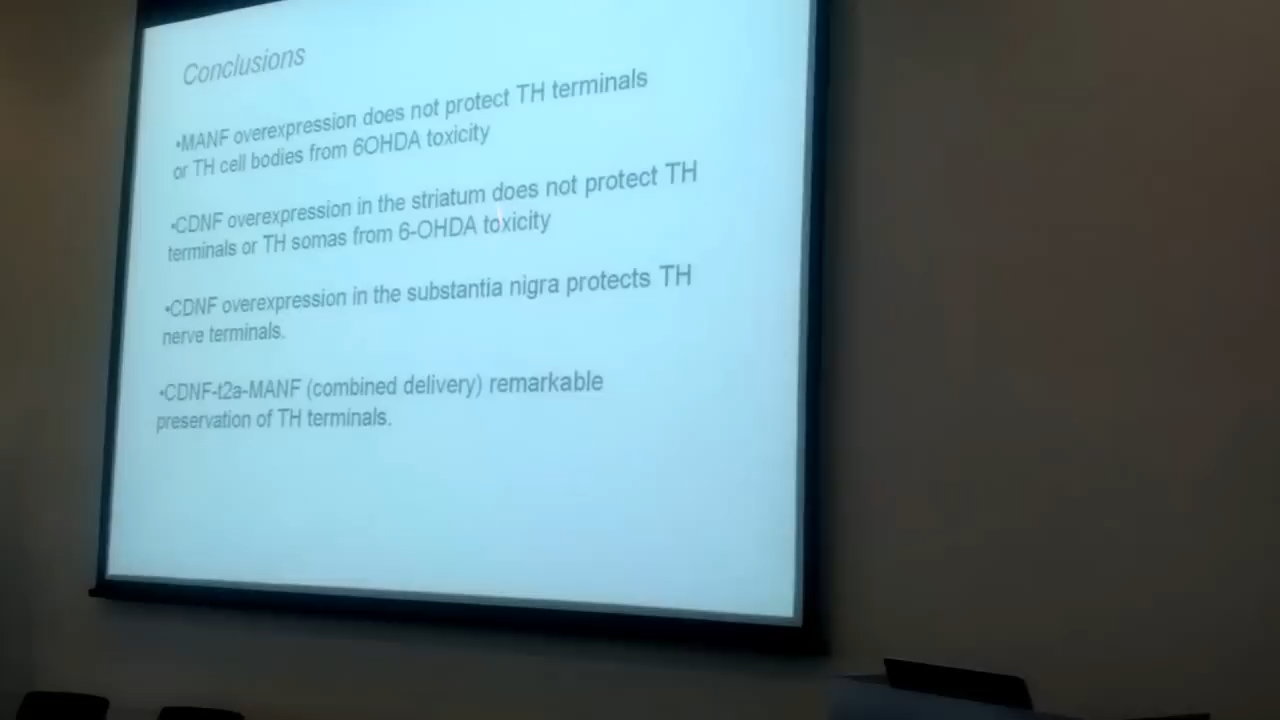 Conclusions
•MANF overexpression does not protect TH terminals
or TH cell bodies from 6OHDA toxicity
•CDNF overexpression in the striatum does not protect TH
terminals or TH somas from 6-OHDA toxicity
•CDNF overexpression in the substantia nigra protects TH
nerve terminals.
•CDNF-t2a-MANF (combined delivery) remarkable
preservation of TH terminals.